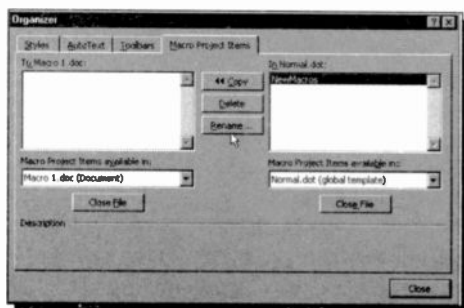 Organizer
Styles AutoText Toolbars Macro Project Items
To Macro 1.doc: In Normal.dot:
NewMacros
Copy
Delete
Rename...
Macro Project Items available in: Macro Project Items available in:
Macro 1.doc (Document) Normal.dot (global template)
Close File Close File
Description
Close